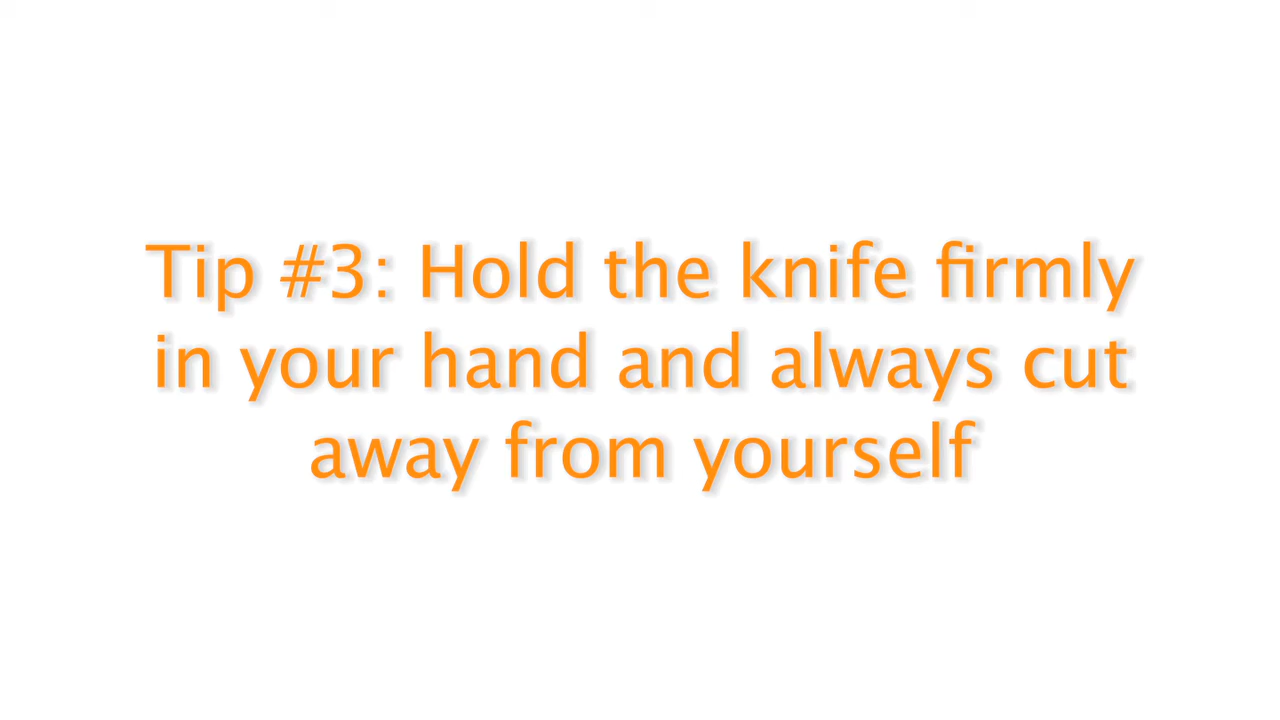 Tip #3: Hold the knife firmly
in your hand and always cut
away from yourself